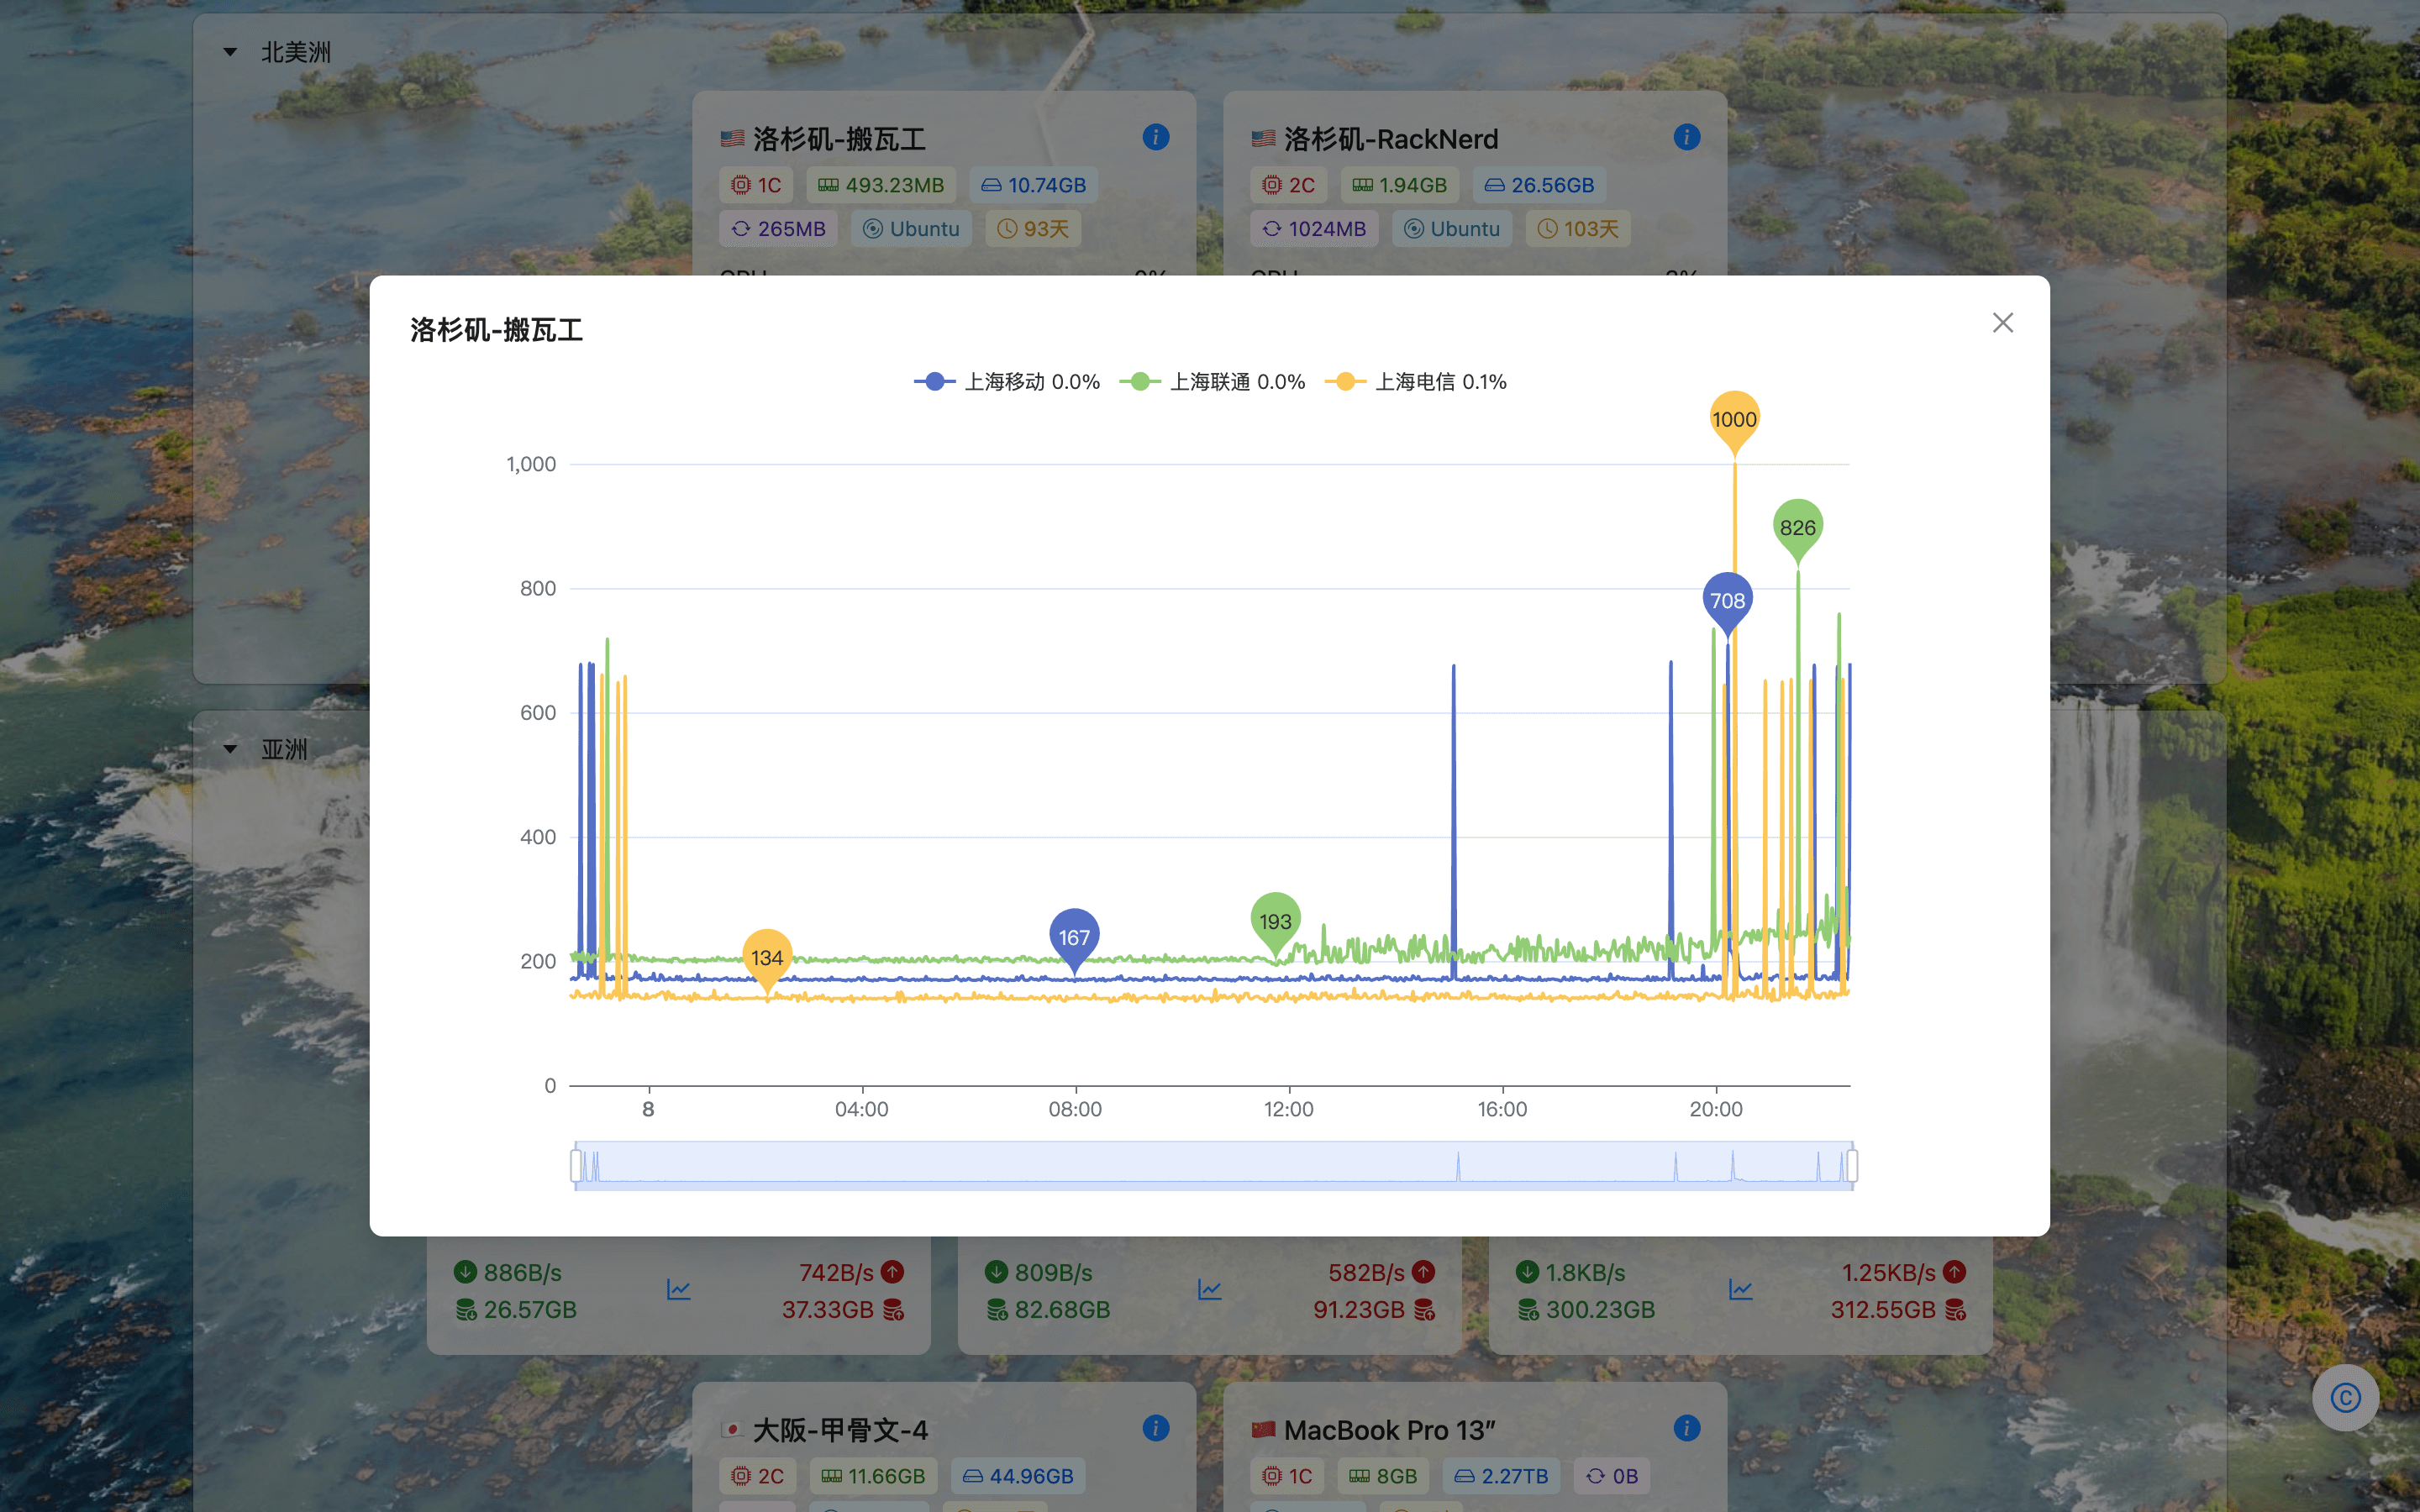 北美洲
洛杉矶-搬瓦工
1C 493.23MB 10.74GB
265MB Ubuntu 93天
洛杉矶-RackNerd
2C 1.94GB 26.56GB
1024MB Ubuntu 103天
洛杉矶-搬瓦工
上海移动 0.0% 上海联通 0.0% 上海电信 0.1%
1000
1,000
826
800
708
600
400
193
167
134
200
0
8 04:00 08:00 12:00 16:00 20:00
亚洲
886B/s 742B/s
26.57GB 37.33GB
809B/s 582B/s
82.68GB 91.23GB
1.8KB/s 1.25KB/s
300.23GB 312.55GB
大阪-甲骨文-4
2C 11.66GB 44.96GB
MacBook Pro 13″
1C 8GB 2.27TB 0B